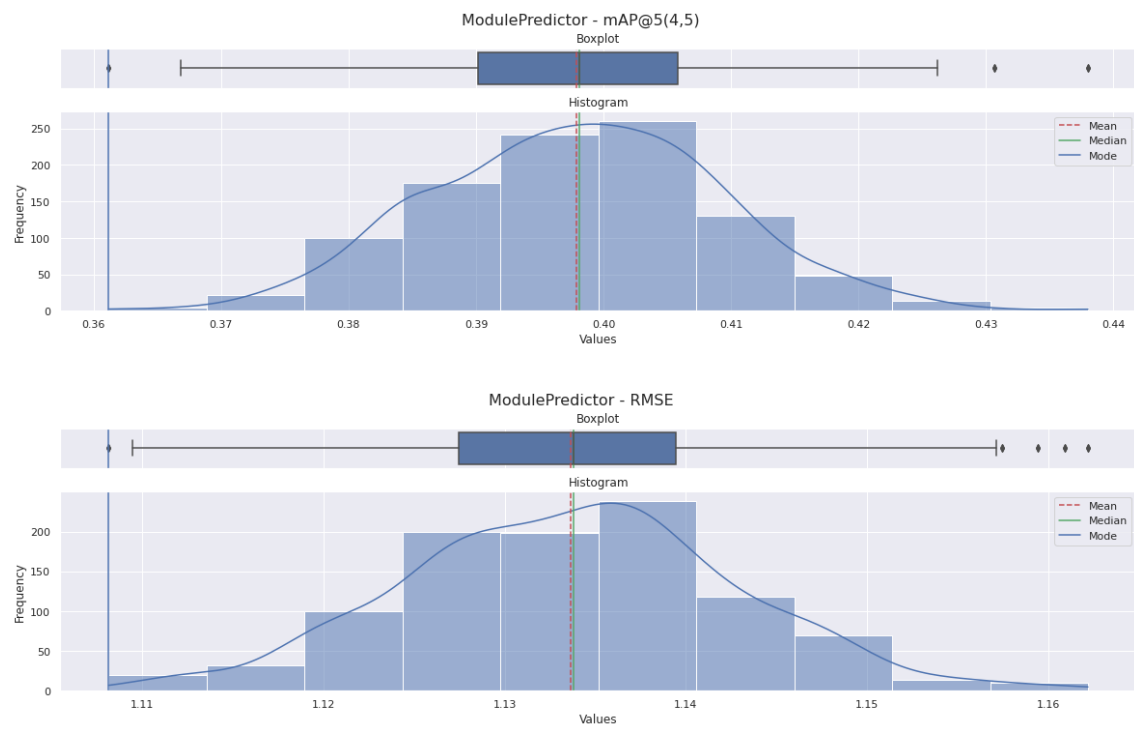 ModulePredictor - mAP@5(4,5)
Boxplot
Histogram
Mean
Median
Mode
Frequency
250
200
150
100
50
0
0.36 0.37 0.38 0.39 0.40 0.41 0.42 0.43 0.44
Values
ModulePredictor - RMSE
Boxplot
Histogram
Mean
Median
Mode
Frequency
200
150
100
50
0
1.11 1.12 1.13 1.14 1.15 1.16
Values